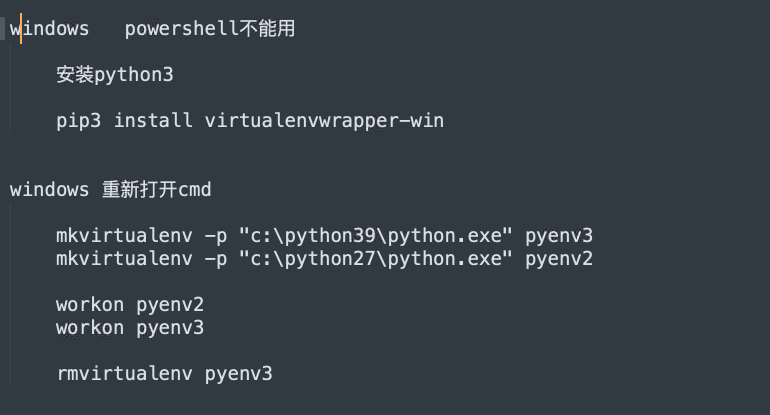 windows   powershell不能用
安装python3
pip3 install virtualenvwrapper-win
windows 重新打开cmd
mkvirtualenv -p "c:\python39\python.exe" pyenv3
mkvirtualenv -p "c:\python27\python.exe" pyenv2
workon pyenv2
workon pyenv3
rmvirtualenv pyenv3